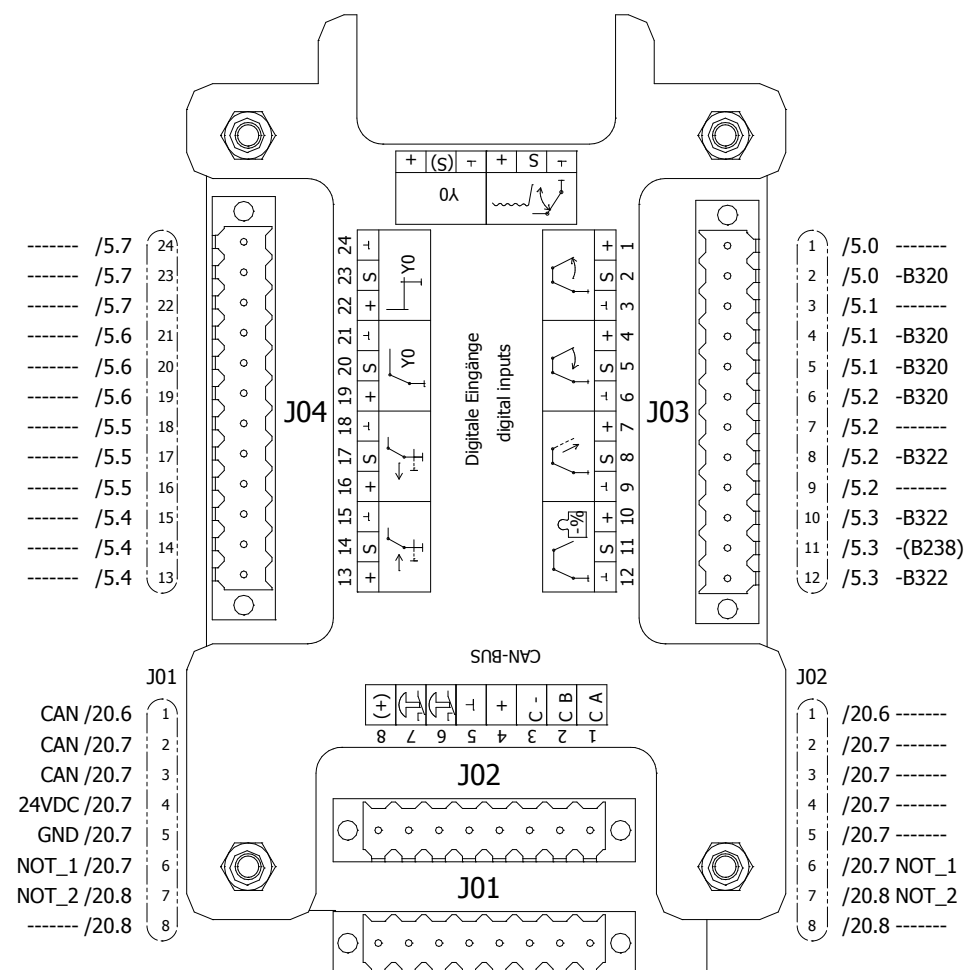 + (S) ⊢ + S ⊢
Y0
------- /5.7 24
------- /5.7 23
------- /5.7 22
------- /5.6 21
------- /5.6 20
------- /5.6 19
------- /5.5 18
------- /5.5 17
------- /5.5 16
------- /5.4 15
------- /5.4 14
------- /5.4 13
J04
24 ⊢
23 S
22 +
Y0
21 ⊢
20 S
19 +
Y0
18 ⊢
17 S
16 +
15 ⊢
14 S
13 +
Digitale Eingänge
digital inputs
+ 1
S 2
⊢ 3
+ 4
S 5
⊢ 6
+ 7
S 8
⊢ 9
+ 10
S 11
⊢ 12
-%
J03
1 /5.0 -------
2 /5.0 -B320
3 /5.1 -------
4 /5.1 -B320
5 /5.1 -B320
6 /5.2 -B320
7 /5.2 -------
8 /5.2 -B322
9 /5.2 -------
10 /5.3 -B322
11 /5.3 -(B238)
12 /5.3 -B322
CAN-BUS
(+) ⊢ + C - C B C A
8 7 6 5 4 3 2 1
J01
CAN /20.6 1
CAN /20.7 2
CAN /20.7 3
24VDC /20.7 4
GND /20.7 5
NOT_1 /20.7 6
NOT_2 /20.8 7
------- /20.8 8
J02
J01
J02
1 /20.6 -------
2 /20.7 -------
3 /20.7 -------
4 /20.7 -------
5 /20.7 -------
6 /20.7 NOT_1
7 /20.8 NOT_2
8 /20.8 -------